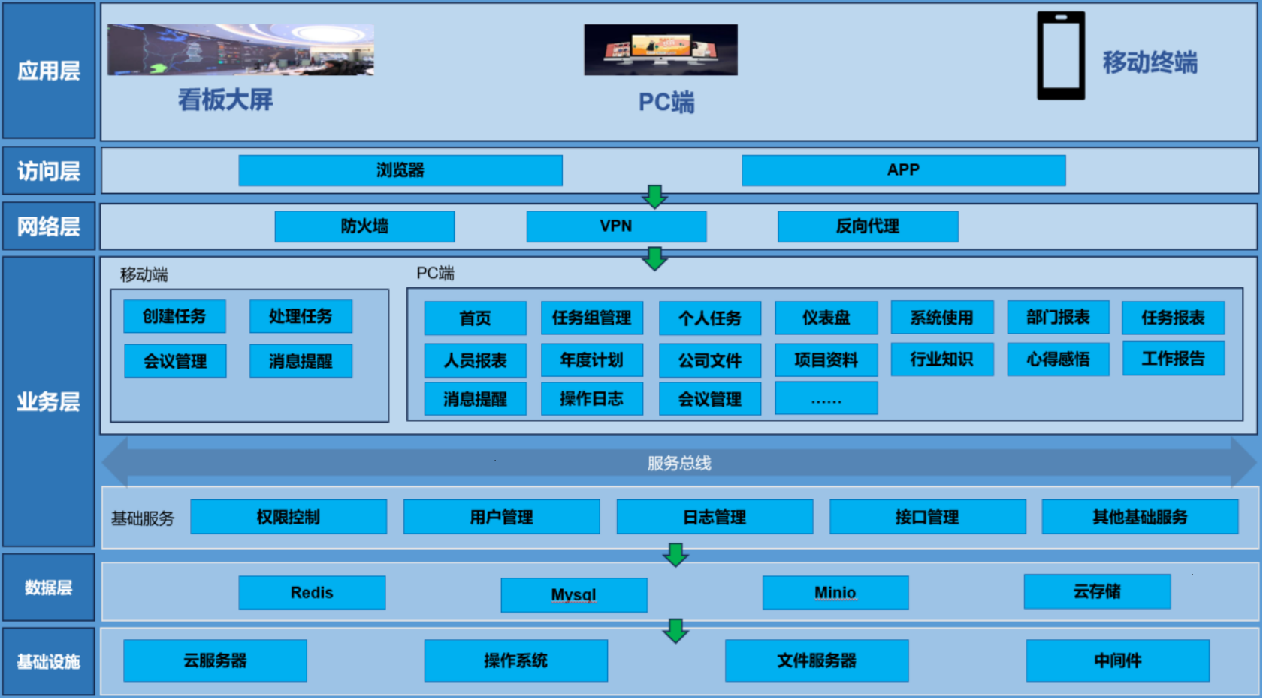 应用层
看板大屏
PC端
移动终端
访问层
浏览器
APP
网络层
防火墙
VPN
反向代理
业务层
移动端
创建任务
处理任务
会议管理
消息提醒
PC端
首页
任务组管理
个人任务
仪表盘
系统使用
部门报表
任务报表
人员报表
年度计划
公司文件
项目资料
行业知识
心得感悟
工作报告
消息提醒
操作日志
会议管理
......
服务总线
基础服务
权限控制
用户管理
日志管理
接口管理
其他基础服务
数据层
Redis
Mysql
Minio
云存储
基础设施
云服务器
操作系统
文件服务器
中间件